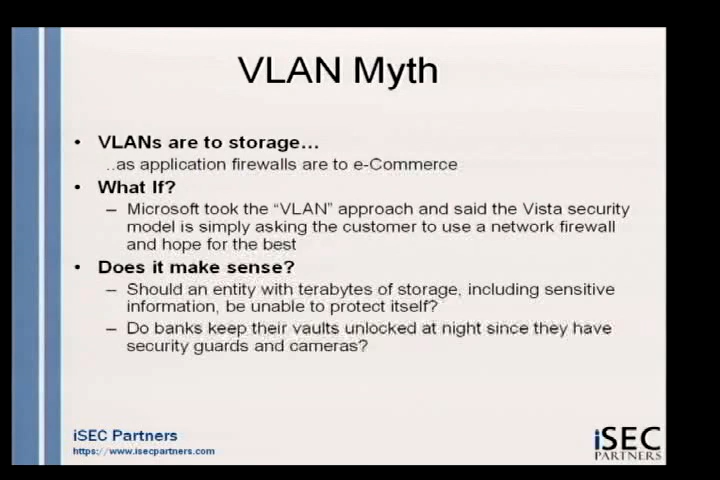 VLAN Myth
• VLANs are to storage…
..as application firewalls are to e-Commerce
• What If?
– Microsoft took the “VLAN” approach and said the Vista security
model is simply asking the customer to use a network firewall
and hope for the best
• Does it make sense?
– Should an entity with terabytes of storage, including sensitive
information, be unable to protect itself?
– Do banks keep their vaults unlocked at night since they have
security guards and cameras?
iSEC Partners
https://www.isecpartners.com
iSEC
PARTNERS